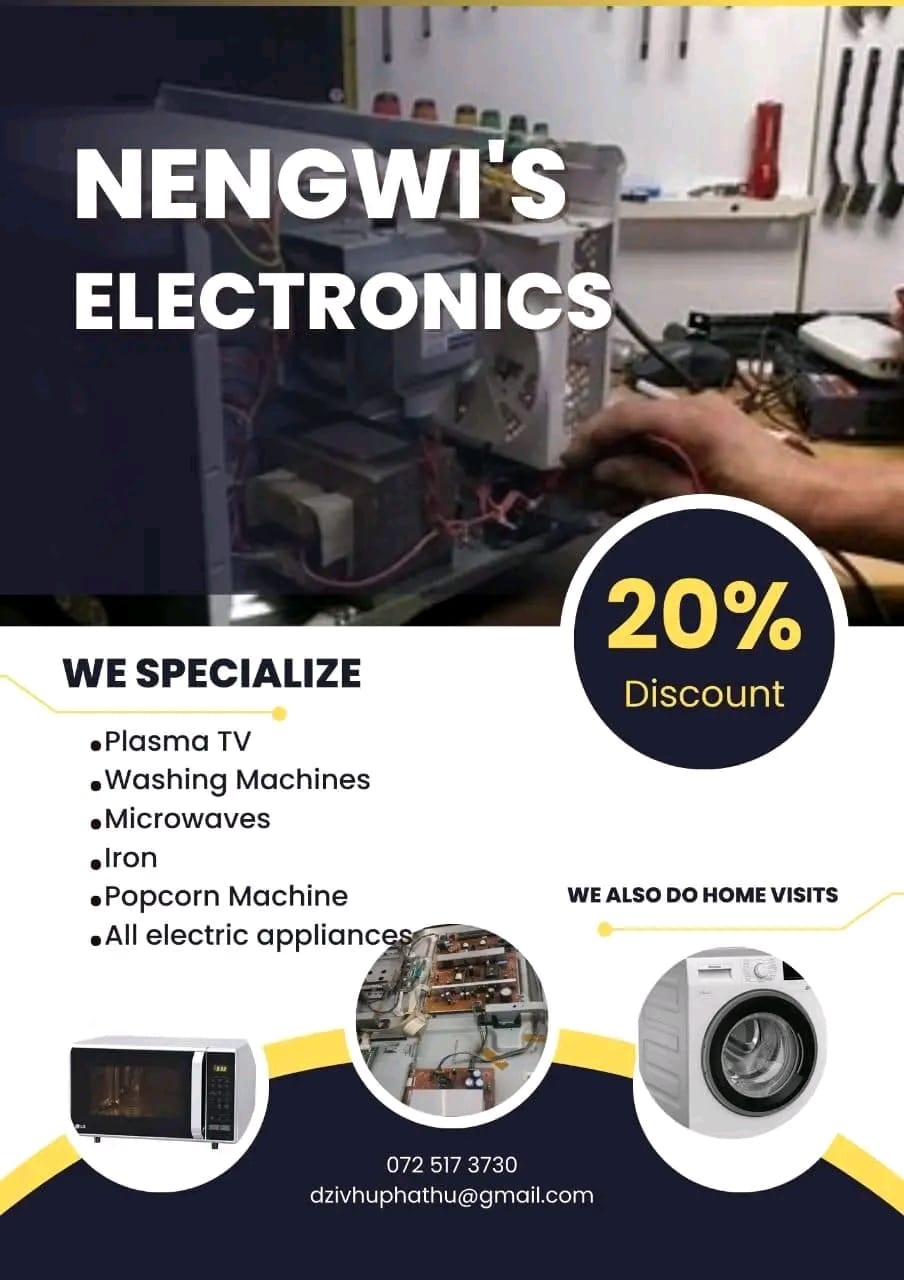 NENGWI'S
ELECTRONICS
20%
Discount
WE SPECIALIZE
•Plasma TV
•Washing Machines
•Microwaves
•Iron
•Popcorn Machine
•All electric appliances
WE ALSO DO HOME VISITS
LG
072 517 3730
dzivhuphathu@gmail.com